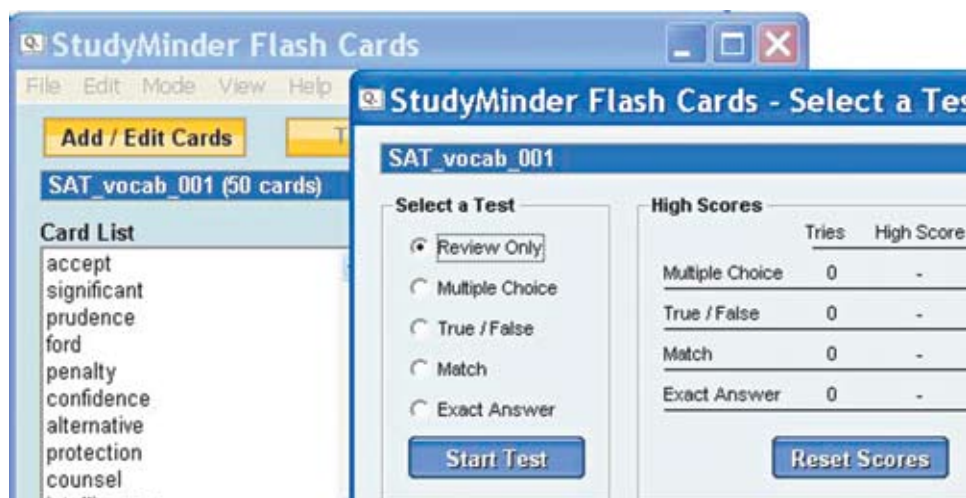 StudyMinder Flash Cards
File Edit Mode View Help
Add / Edit Cards
SAT_vocab_001 (50 cards)
Card List
accept
significant
prudence
ford
penalty
confidence
alternative
protection
counsel
StudyMinder Flash Cards - Select a
SAT_vocab_001
Select a Test
Review Only
Multiple Choice
True / False
Match
Exact Answer
Start Test
High Scores
Tries High Score
Multiple Choice 0 -
True / False 0 -
Match 0 -
Exact Answer 0 -
Reset Scores